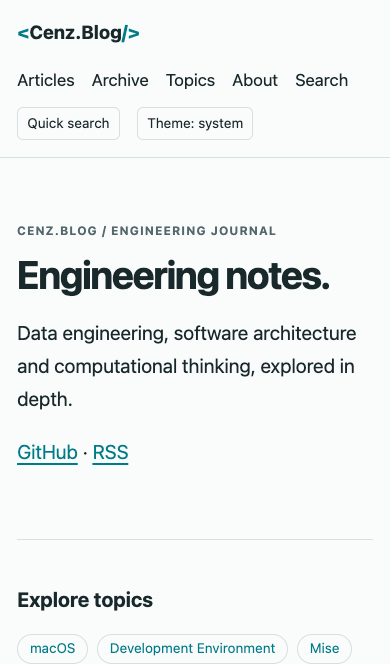 <Cenz.Blog/>
Articles Archive Topics About Search
Quick search Theme: system
CENZ.BLOG / ENGINEERING JOURNAL
Engineering notes.
Data engineering, software architecture
and computational thinking, explored in
depth.
GitHub · RSS
Explore topics
macOS Development Environment Mise